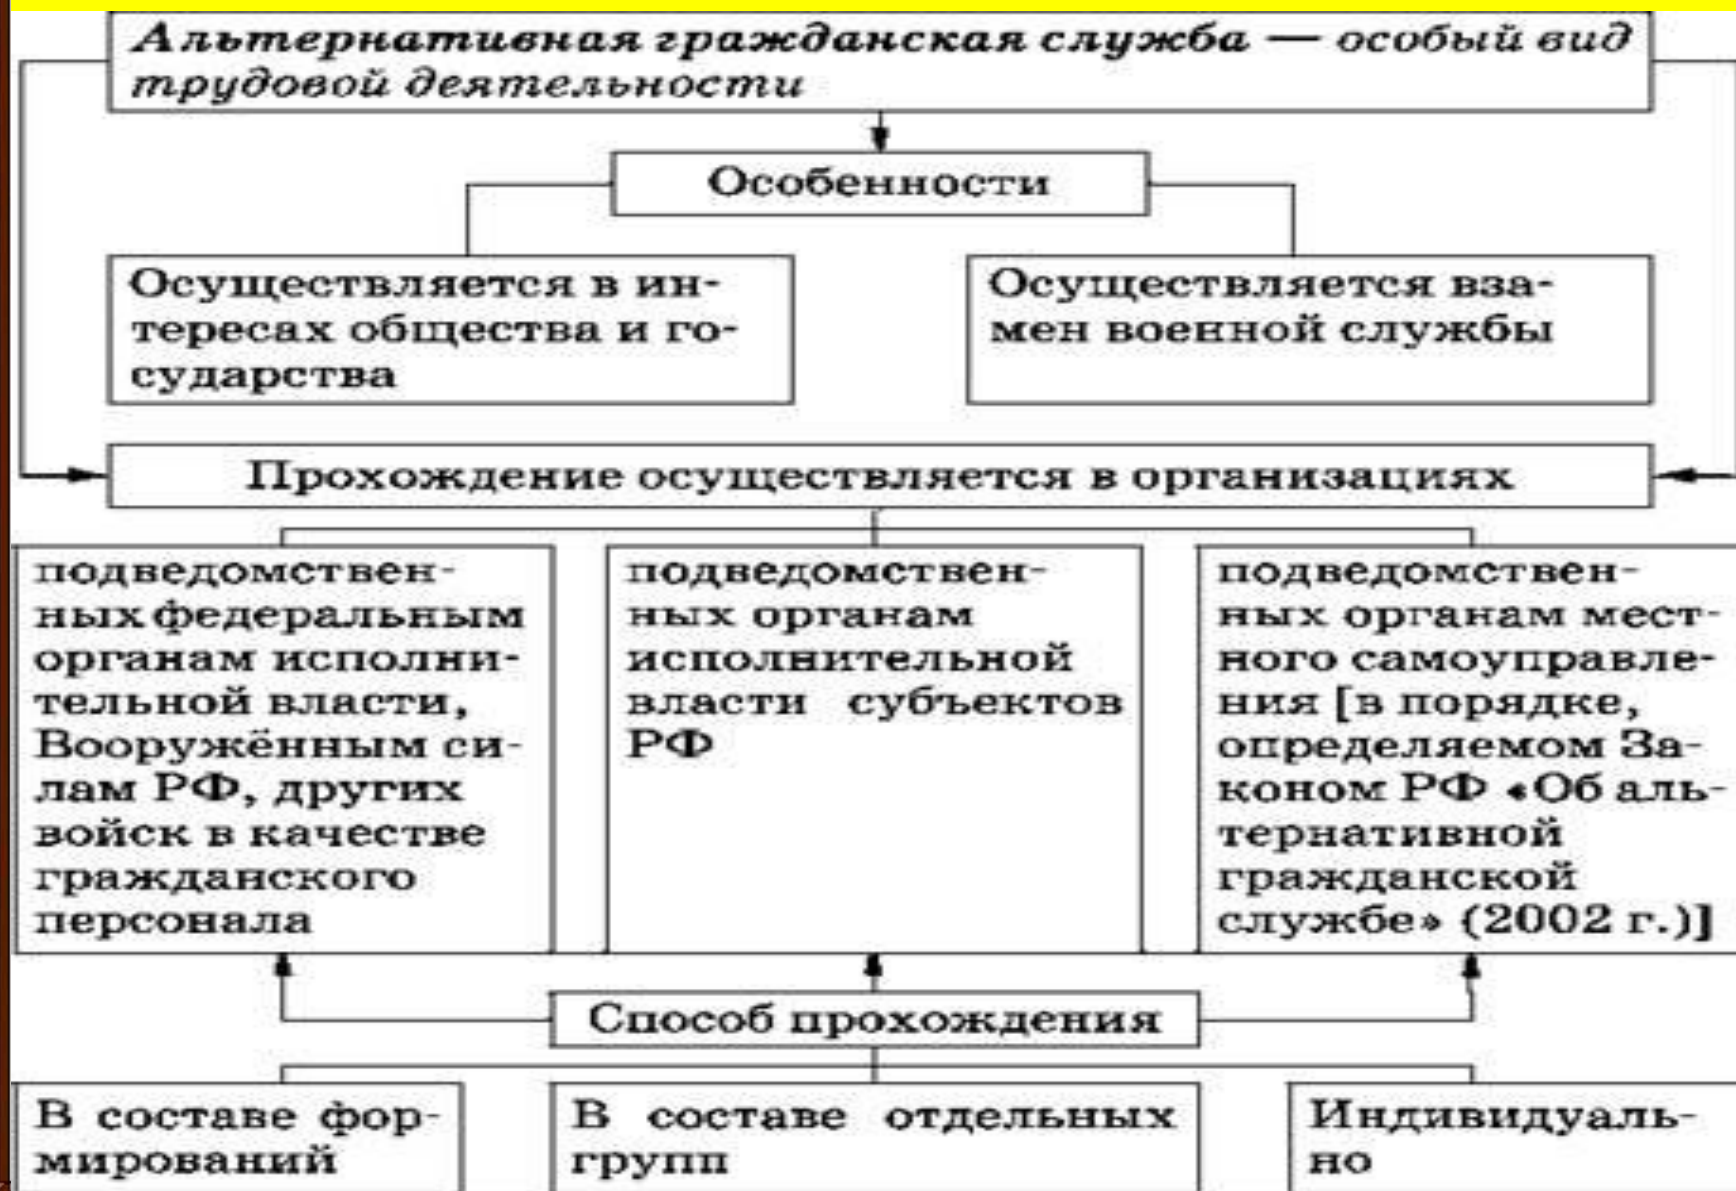 Альтернативная гражданская служба — особый вид
трудовой деятельности
Особенности
Осуществляется в ин-
тересах общества и го-
сударства
Осуществляется вза-
мен военной службы
Прохождение осуществляется в организациях
подведомствен-
ных федеральным
органам исполни-
тельной власти,
Вооружённым си-
лам РФ, других
войск в качестве
гражданского
персонала
подведомствен-
ных органам
исполнительной
власти субъектов
РФ
подведомствен-
ных органам мест-
ного самоуправле-
ния [в порядке,
определяемом За-
коном РФ «Об аль-
тернативной
гражданской
службе» (2002 г.)]
Способ прохождения
В составе фор-
мирований
В составе отдельных
групп
Индивидуаль-
но